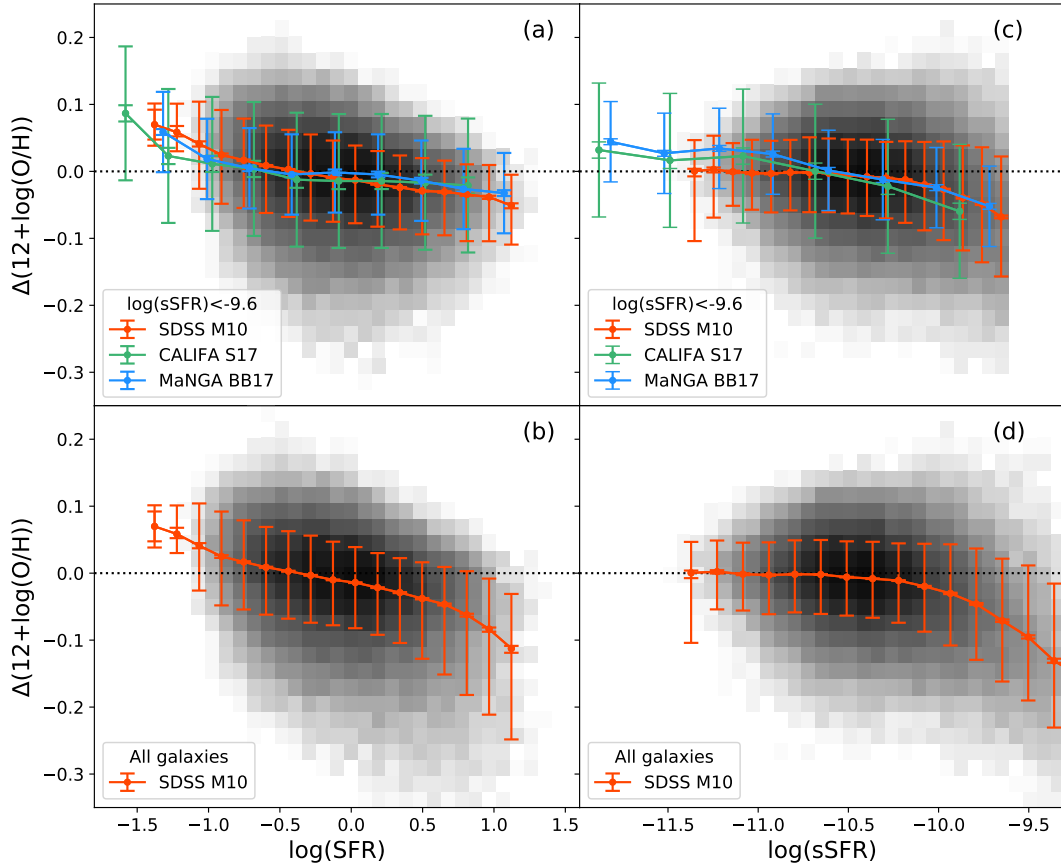 (a)
0.2
0.1
0.0
−0.1
−0.2
−0.3
Δ(12+log(O/H))
log(sSFR)<-9.6
SDSS M10
CALIFA S17
MaNGA BB17
(c)
log(sSFR)<-9.6
SDSS M10
CALIFA S17
MaNGA BB17
(b)
0.2
0.1
0.0
−0.1
−0.2
−0.3
Δ(12+log(O/H))
All galaxies
SDSS M10
−1.5 −1.0 −0.5 0.0 0.5 1.0 1.5
log(SFR)
(d)
All galaxies
SDSS M10
−11.5 −11.0 −10.5 −10.0 −9.5
log(sSFR)